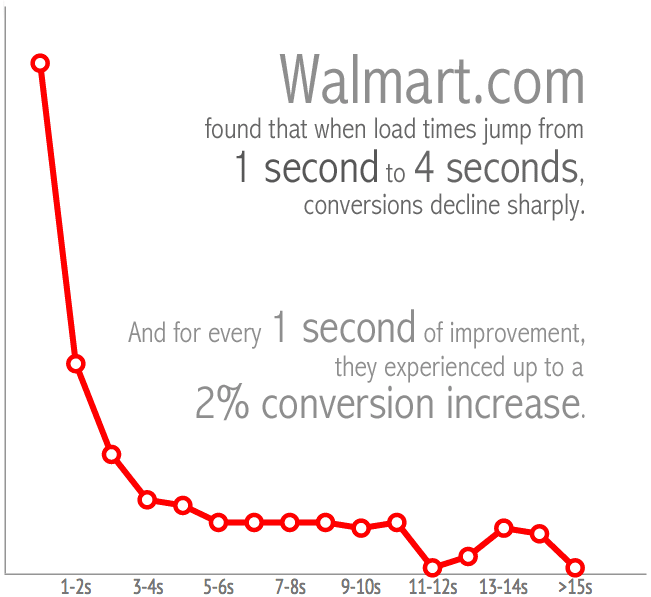 Walmart.com
found that when load times jump from
1 second to 4 seconds,
conversions decline sharply.
And for every 1 second of improvement,
they experienced up to a
2% conversion increase.
1-2s 3-4s 5-6s 7-8s 9-10s 11-12s 13-14s >15s